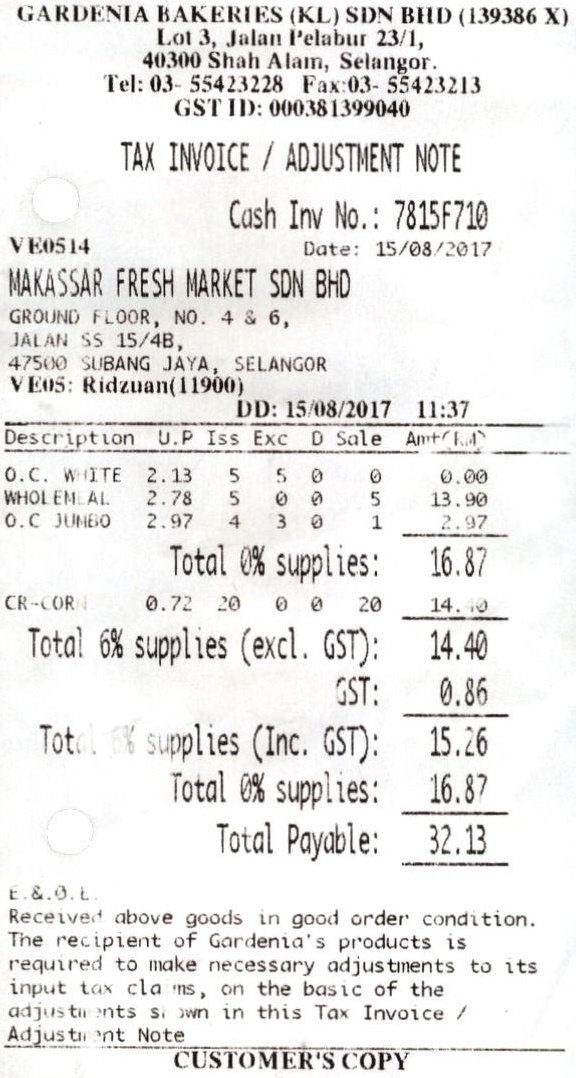 GARDENIA BAKERIES (KL) SDN BHD (139386 X)
Lot 3, Jalan Pelabur 23/1,
40300 Shah Alam, Selangor.
Tel: 03- 55423228 Fax:03- 55423213
GST ID: 000381399040
TAX INVOICE / ADJUSTMENT NOTE
Cash Inv No.: 7815F710
VE0514 Date: 15/08/2017
MAKASSAR FRESH MARKET SDN BHD
GROUND FLOOR, NO. 4 & 6,
JALAN SS 15/4B,
47500 SUBANG JAYA, SELANGOR
VE05: Ridzuan(11900)
DD: 15/08/2017 11:37
Description U.P Iss Exc D Sale Amt(RM)
O.C. WHITE 2.13 5 5 0 0 0.00
WHOLEMEAL 2.78 5 0 0 5 13.90
O.C JUMBO 2.97 4 3 0 1 2.97
Total 0% supplies: 16.87
CR-CORN 0.72 20 0 0 20 14.40
Total 6% supplies (excl. GST): 14.40
GST: 0.86
Total 6% supplies (Inc. GST): 15.26
Total 0% supplies: 16.87
Total Payable: 32.13
E.&.O.E.
Received above goods in good order condition.
The recipient of Gardenia's products is
required to make necessary adjustments to its
input tax claims, on the basic of the
adjustments shown in this Tax Invoice /
Adjustment Note
CUSTOMER'S COPY